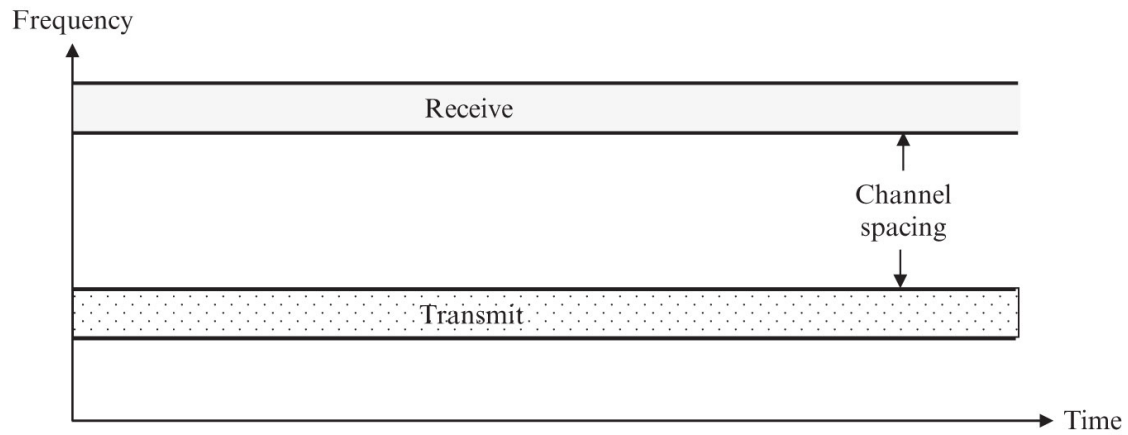 Frequency
Receive
Channel
spacing
Transmit
Time